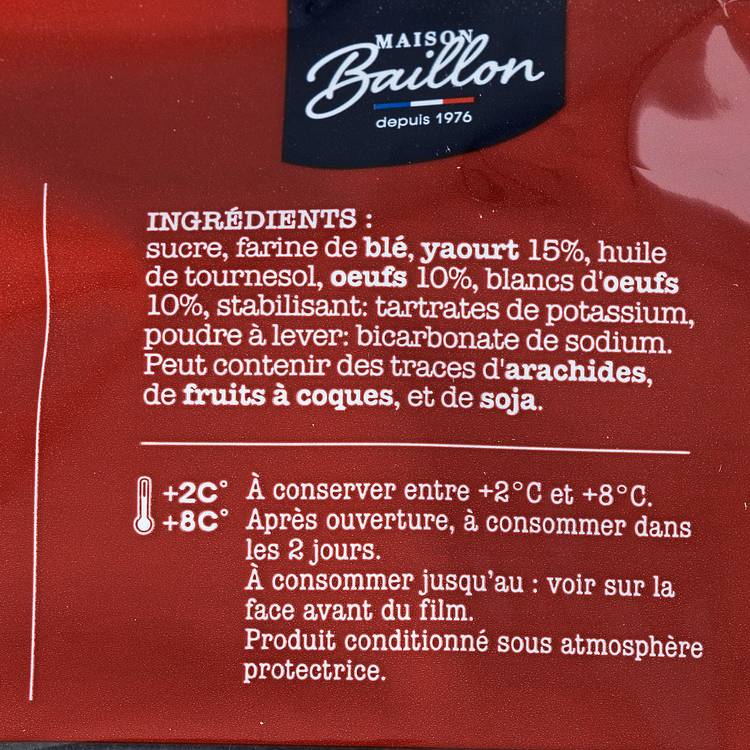 MAISON
Baillon
depuis 1976
INGRÉDIENTS :
sucre, farine de blé, yaourt 15%, huile
de tournesol, oeufs 10%, blancs d'oeufs
10%, stabilisant: tartrates de potassium,
poudre à lever: bicarbonate de sodium.
Peut contenir des traces d'arachides,
de fruits à coques, et de soja.
+2C° À conserver entre +2°C et +8°C.
+8C° Après ouverture, à consommer dans
les 2 jours.
À consommer jusqu'au : voir sur la
face avant du film.
Produit conditionné sous atmosphère
protectrice.